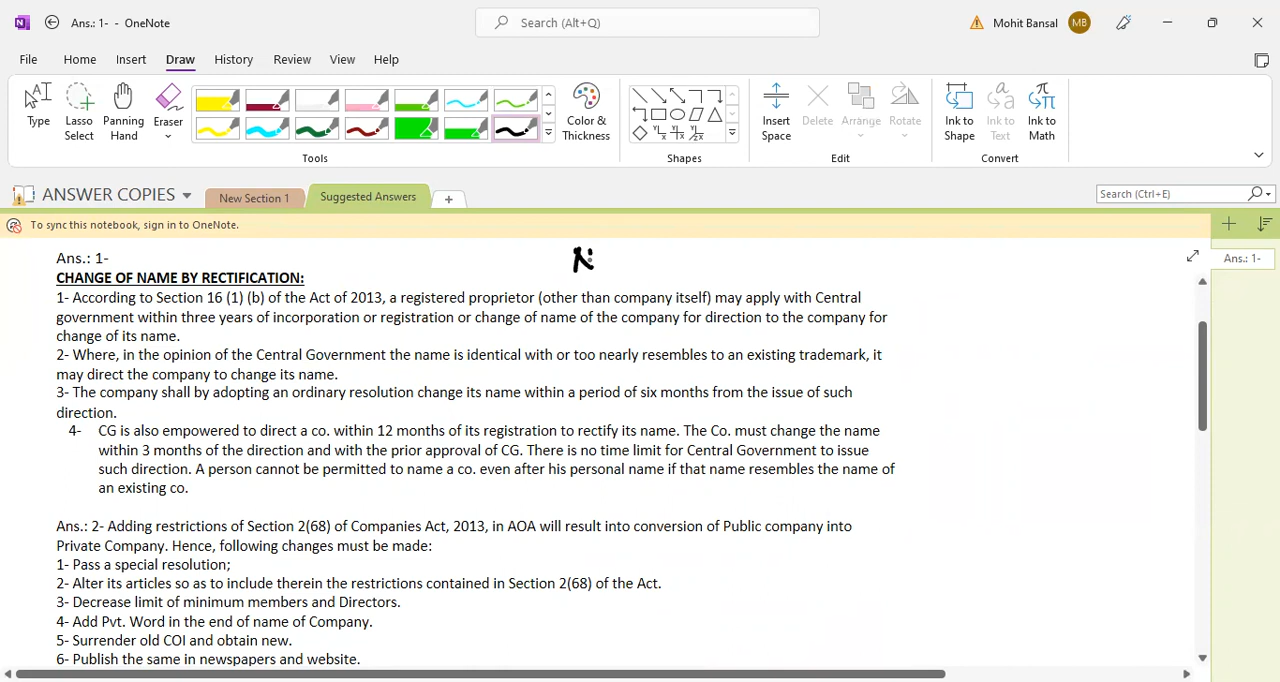 Ans.: 1- - OneNote
Search (Alt+Q)
Mohit Bansal
MB
File Home Insert Draw History Review View Help
Type
Lasso Select
Panning Hand
Eraser
Color & Thickness
Insert Space
Delete
Arrange
Rotate
Ink to Shape
Ink to Text
Ink to Math
Tools
Shapes
Edit
Convert
ANSWER COPIES
New Section 1
Suggested Answers
Search (Ctrl+E)
To sync this notebook, sign in to OneNote.
Ans.: 1-
Ans.: 1-
CHANGE OF NAME BY RECTIFICATION:
1- According to Section 16 (1) (b) of the Act of 2013, a registered proprietor (other than company itself) may apply with Central
government within three years of incorporation or registration or change of name of the company for direction to the company for
change of its name.
2- Where, in the opinion of the Central Government the name is identical with or too nearly resembles to an existing trademark, it
may direct the company to change its name.
3- The company shall by adopting an ordinary resolution change its name within a period of six months from the issue of such
direction.
4- CG is also empowered to direct a co. within 12 months of its registration to rectify its name. The Co. must change the name
within 3 months of the direction and with the prior approval of CG. There is no time limit for Central Government to issue
such direction. A person cannot be permitted to name a co. even after his personal name if that name resembles the name of
an existing co.
Ans.: 2- Adding restrictions of Section 2(68) of Companies Act, 2013, in AOA will result into conversion of Public company into
Private Company. Hence, following changes must be made:
1- Pass a special resolution;
2- Alter its articles so as to include therein the restrictions contained in Section 2(68) of the Act.
3- Decrease limit of minimum members and Directors.
4- Add Pvt. Word in the end of name of Company.
5- Surrender old COI and obtain new.
6- Publish the same in newspapers and website.